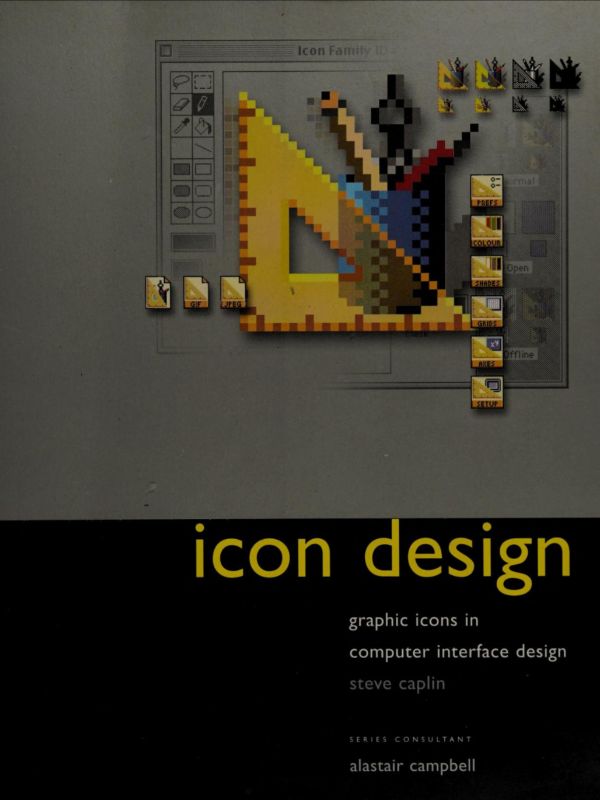 Icon Family ID
Normal
PREFS
COLOUR
Open
SHADES
GIF
JPEG
GRIDS
Offline
AXES
SETUP
icon design
graphic icons in
computer interface design
steve caplin
SERIES CONSULTANT
alastair campbell